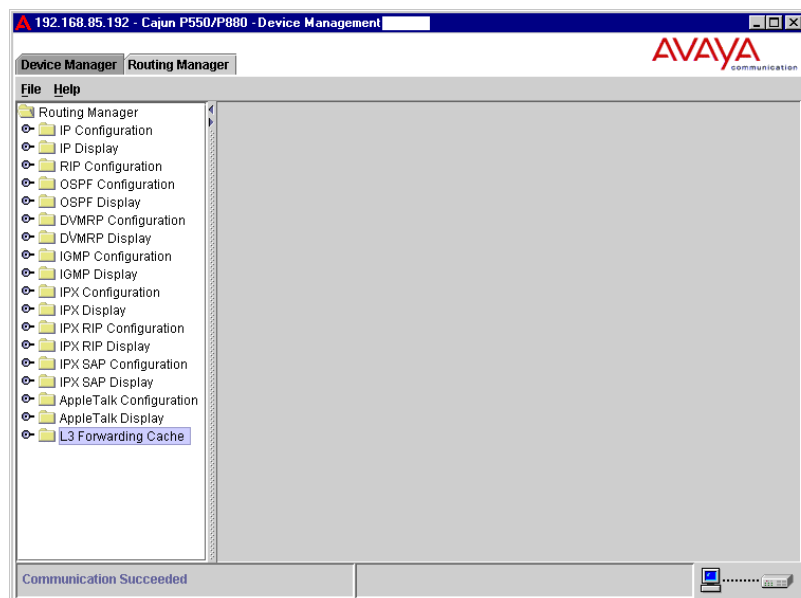 192.168.85.192 - Cajun P550/P880 - Device Management
AVAYA
communication
Device Manager Routing Manager
File Help
Routing Manager
IP Configuration
IP Display
RIP Configuration
OSPF Configuration
OSPF Display
DVMRP Configuration
DVMRP Display
IGMP Configuration
IGMP Display
IPX Configuration
IPX Display
IPX RIP Configuration
IPX RIP Display
IPX SAP Configuration
IPX SAP Display
AppleTalk Configuration
AppleTalk Display
L3 Forwarding Cache
Communication Succeeded